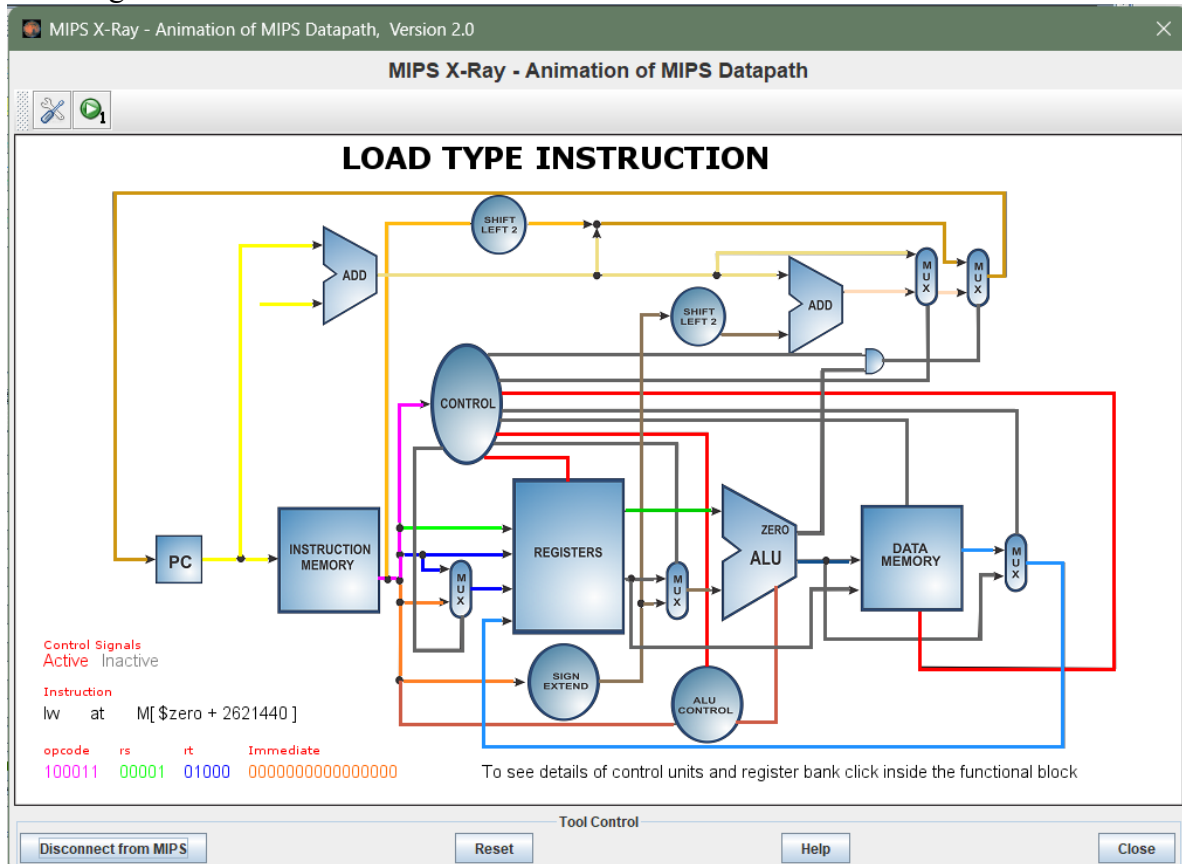 MIPS X-Ray - Animation of MIPS Datapath, Version 2.0
MIPS X-Ray - Animation of MIPS Datapath
1
LOAD TYPE INSTRUCTION
SHIFT
LEFT 2
ADD
M
U
X
M
U
X
SHIFT
LEFT 2
ADD
CONTROL
PC
INSTRUCTION
MEMORY
M
U
X
REGISTERS
M
U
X
ZERO
ALU
DATA
MEMORY
M
U
X
SIGN
EXTEND
ALU
CONTROL
Control Signals
Active Inactive
Instruction
lw at M[ $zero + 2621440 ]
opcode rs rt Immediate
100011 00001 01000 0000000000000000
To see details of control units and register bank click inside the functional block
Tool Control
Disconnect from MIPS Reset Help Close